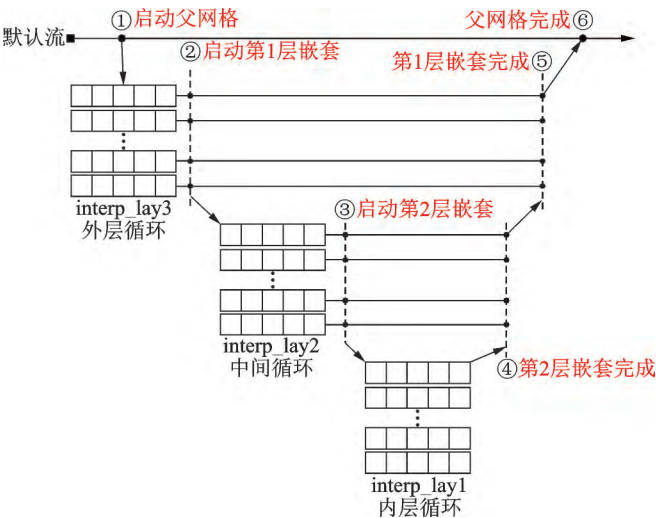 ①启动父网格
父网格完成⑥
默认流
②启动第1层嵌套
第1层嵌套完成⑤
interp_lay3
外层循环
③启动第2层嵌套
interp_lay2
中间循环
④第2层嵌套完成
interp_lay1
内层循环